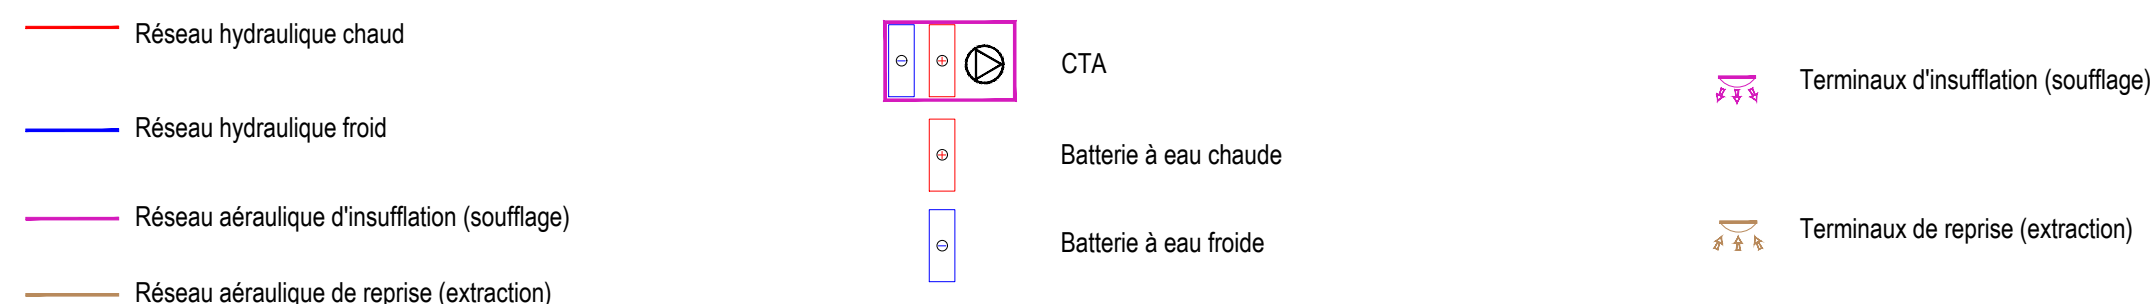 Réseau hydraulique chaud
Réseau hydraulique froid
Réseau aéraulique d'insufflation (soufflage)
Réseau aéraulique de reprise (extraction)
CTA
Batterie à eau chaude
Batterie à eau froide
Terminaux d'insufflation (soufflage)
Terminaux de reprise (extraction)